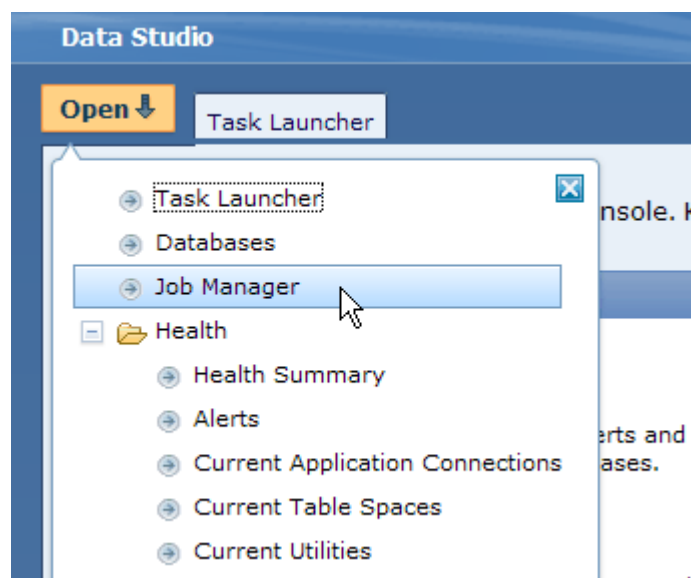 Data Studio
Open
Task Launcher
Task Launcher
nsole.
Databases
Job Manager
Health
Health Summary
Alerts
erts and
Current Application Connections
ases.
Current Table Spaces
Current Utilities